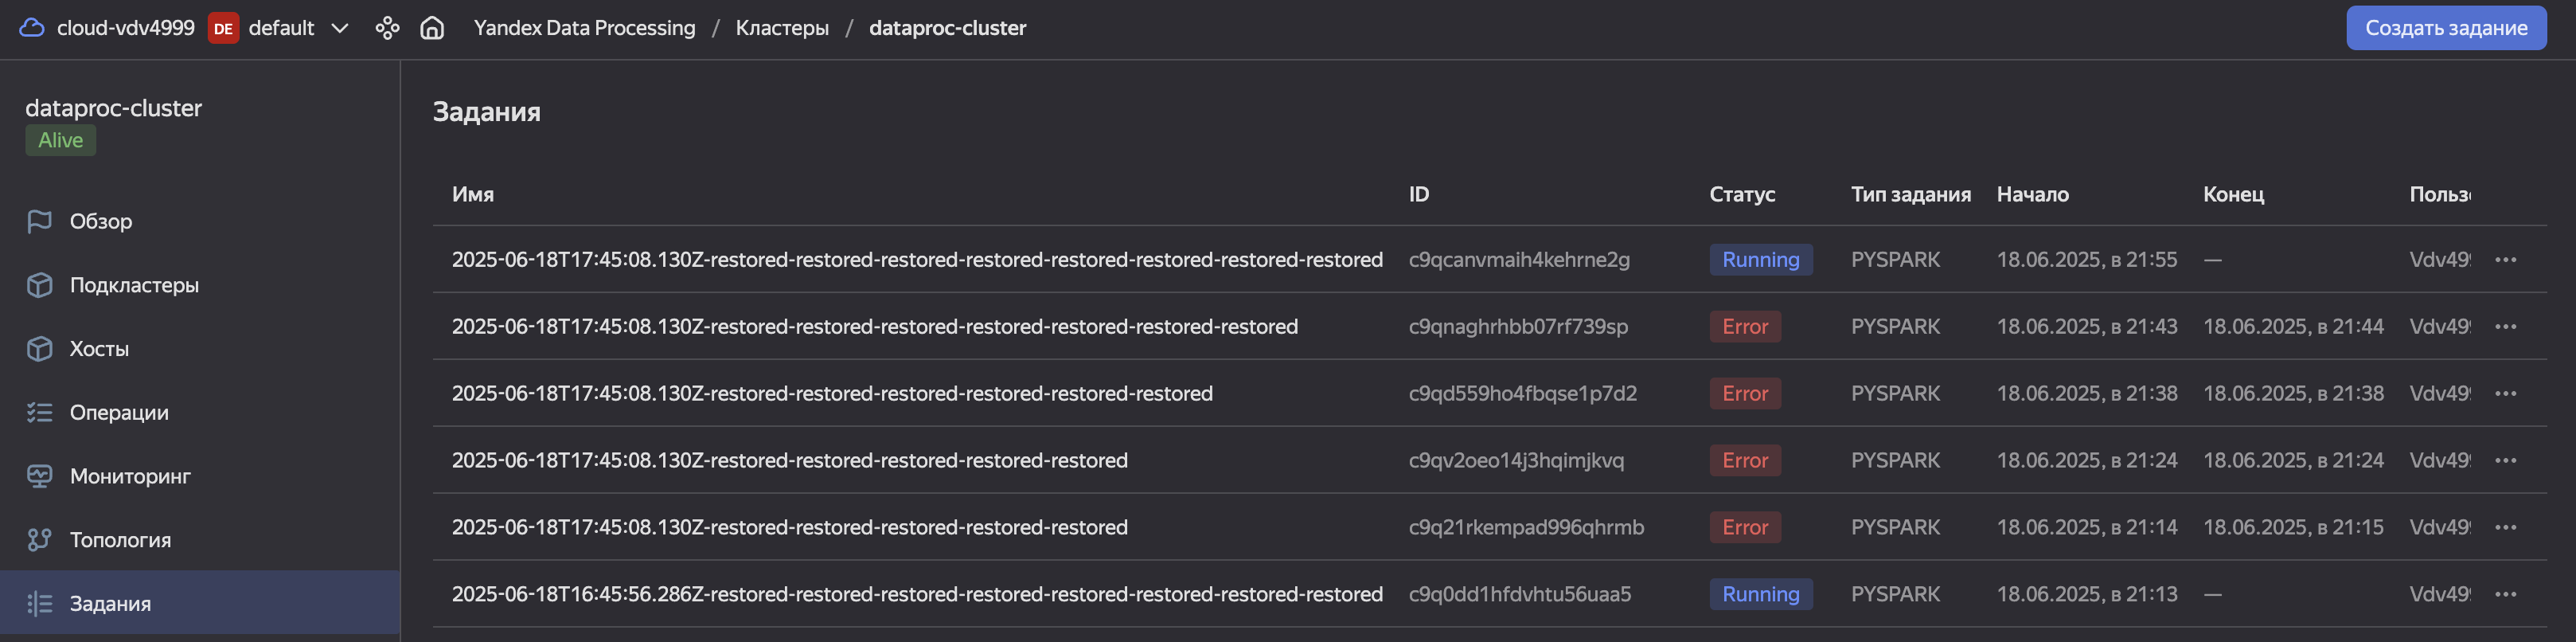 cloud-vdv4999 DE default Yandex Data Processing / Кластеры / dataproc-cluster Создать задание
dataproc-cluster
Alive
Обзор
Подкластеры
Хосты
Операции
Мониторинг
Топология
Задания
Задания
Имя ID Статус Тип задания Начало Конец Польз
2025-06-18T17:45:08.130Z-restored-restored-restored-restored-restored-restored-restored-restored c9qcanvmaih4kehrne2g Running PYSPARK 18.06.2025, в 21:55 — Vdv49
2025-06-18T17:45:08.130Z-restored-restored-restored-restored-restored-restored-restored c9qnaghrhbb07rf739sp Error PYSPARK 18.06.2025, в 21:43 18.06.2025, в 21:44 Vdv49
2025-06-18T17:45:08.130Z-restored-restored-restored-restored-restored-restored c9qd559ho4fbqse1p7d2 Error PYSPARK 18.06.2025, в 21:38 18.06.2025, в 21:38 Vdv49
2025-06-18T17:45:08.130Z-restored-restored-restored-restored-restored c9qv2oeo14j3hqimjkvq Error PYSPARK 18.06.2025, в 21:24 18.06.2025, в 21:24 Vdv49
2025-06-18T17:45:08.130Z-restored-restored-restored-restored-restored c9q21rkempad996qhrmb Error PYSPARK 18.06.2025, в 21:14 18.06.2025, в 21:15 Vdv49
2025-06-18T16:45:56.286Z-restored-restored-restored-restored-restored-restored-restored-restored c9q0dd1hfdvhtu56uaa5 Running PYSPARK 18.06.2025, в 21:13 — Vdv49